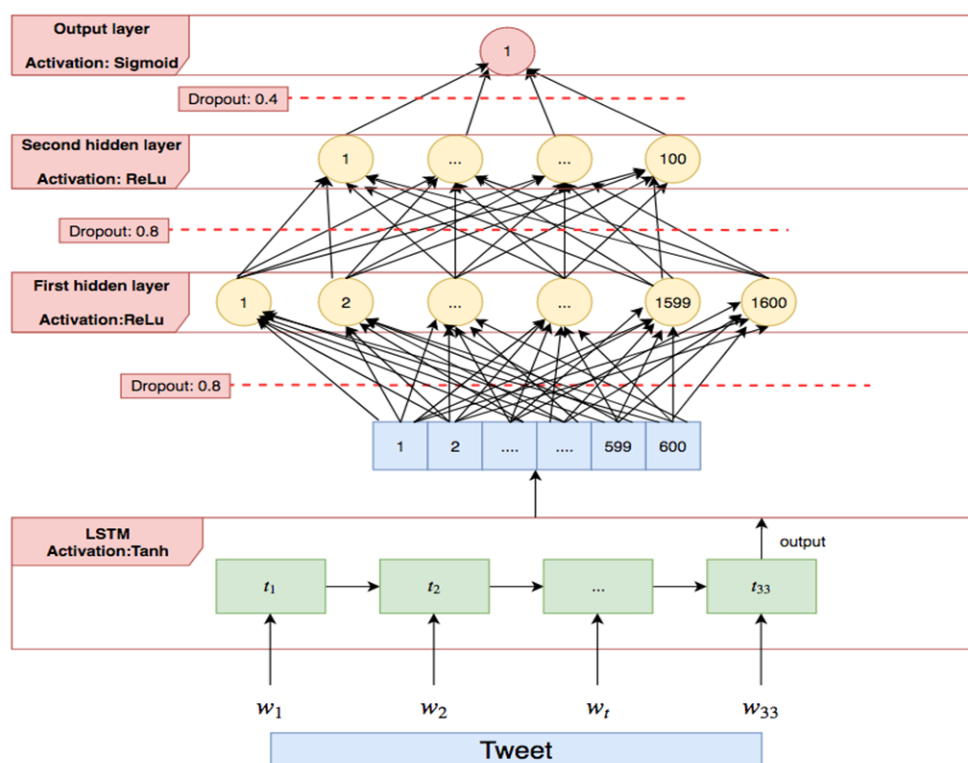 Output layer
Activation: Sigmoid
1
Dropout: 0.4
Second hidden layer
Activation: ReLu
1 ... ... 100
Dropout: 0.8
First hidden layer
Activation:ReLu
1 2 ... ... 1599 1600
Dropout: 0.8
1 2 .... .... 599 600
LSTM
Activation:Tanh
output
t₁ t₂ ... t₃₃
w₁ w₂ wₜ w₃₃
Tweet